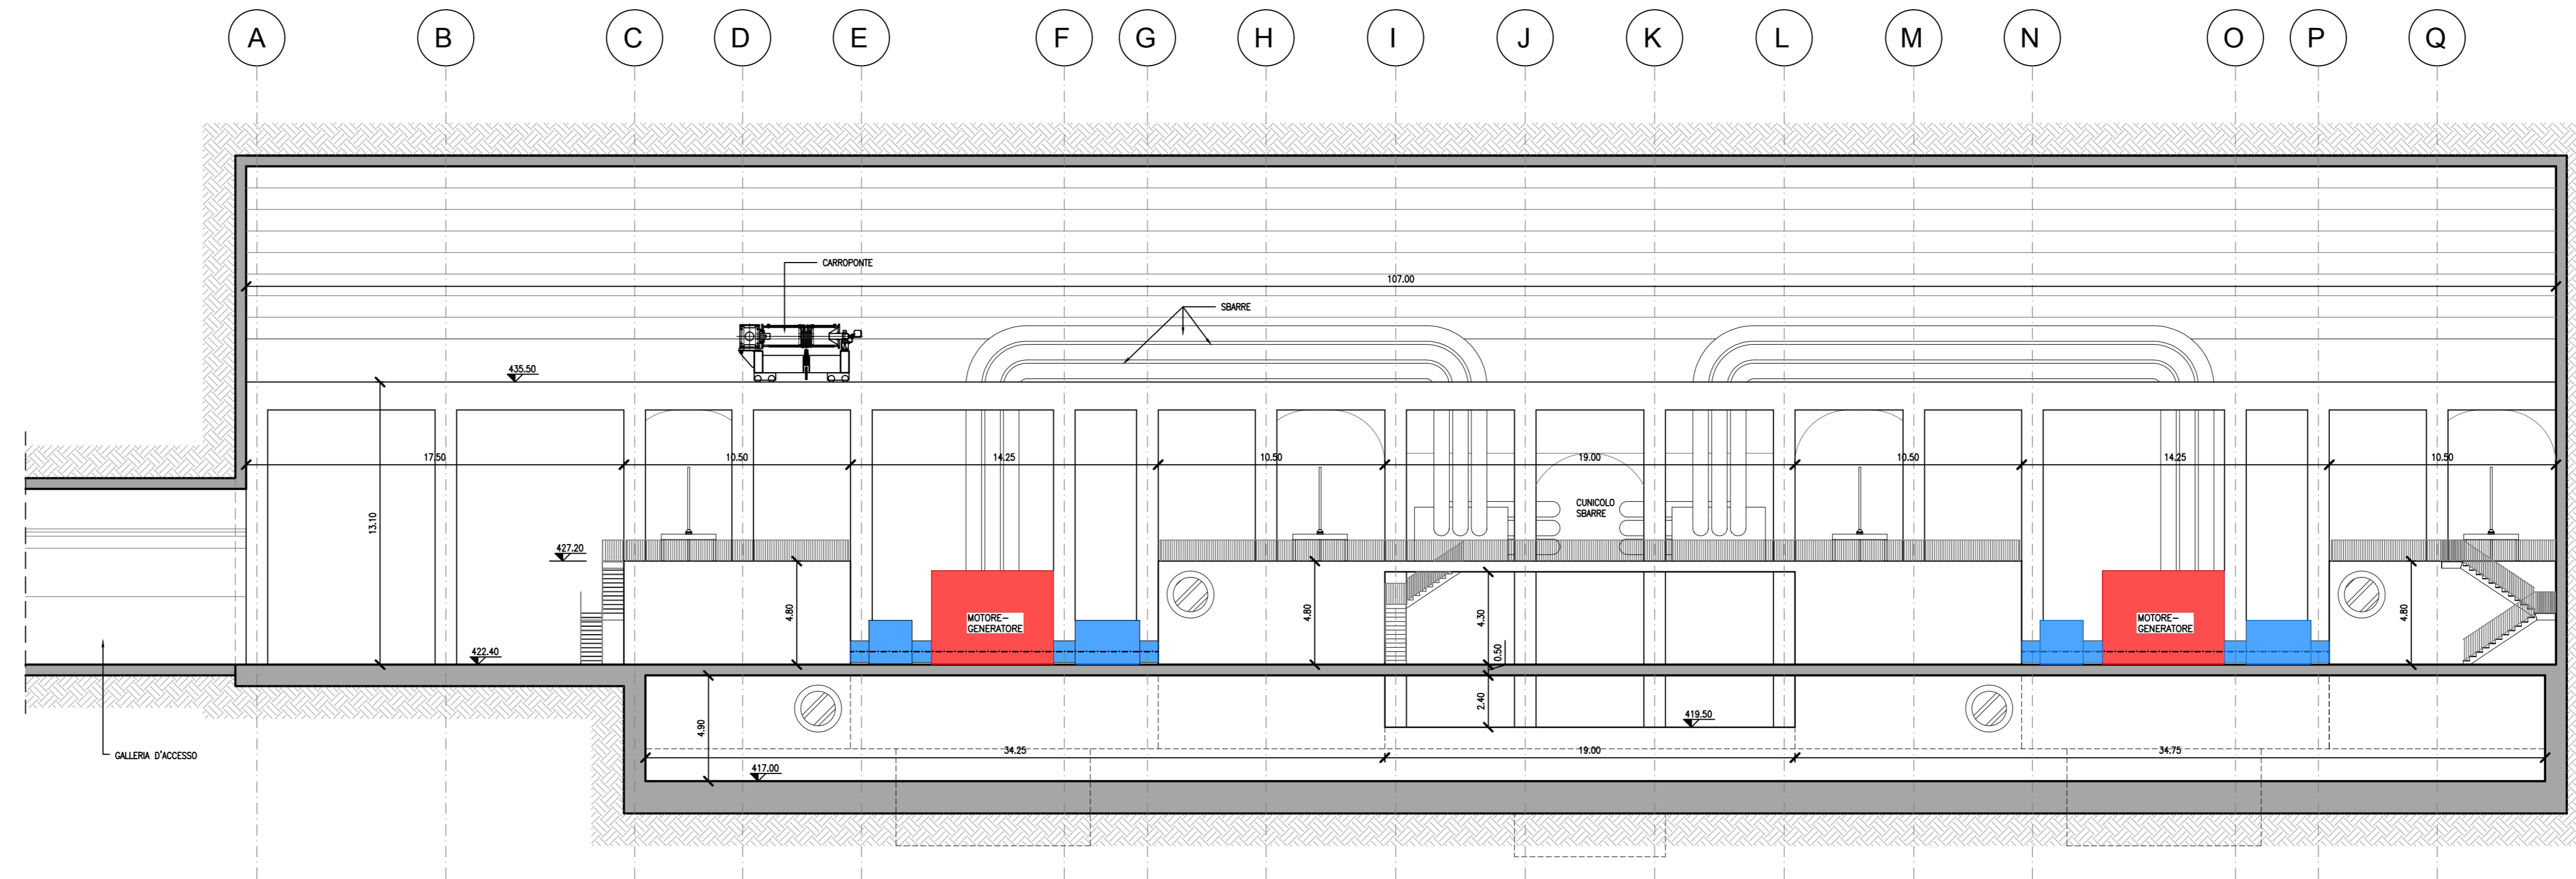 A B C D E F G H I J K L M N O P Q
CARROPONTE
107.00
SBARRE
435.50
17.50 10.50 14.25 10.50 19.00 10.50 14.25 10.50
13.10
CUNICOLO
SBARRE
427.20
4.80
4.80
4.30
4.80
MOTORE-
GENERATORE
MOTORE-
GENERATORE
422.40
0.50
4.90
2.40
419.50
34.25 19.00 34.75
GALLERIA D'ACCESSO
417.00